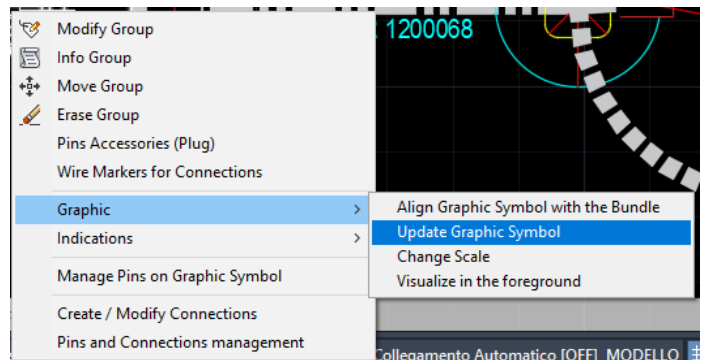 Modify Group
1200068
Info Group
Move Group
Erase Group
Pins Accessories (Plug)
Wire Markers for Connections
Graphic
Indications
Manage Pins on Graphic Symbol
Create / Modify Connections
Pins and Connections management
Align Graphic Symbol with the Bundle
Update Graphic Symbol
Change Scale
Visualize in the foreground
Collegamento Automatico [OFF] MODELLO